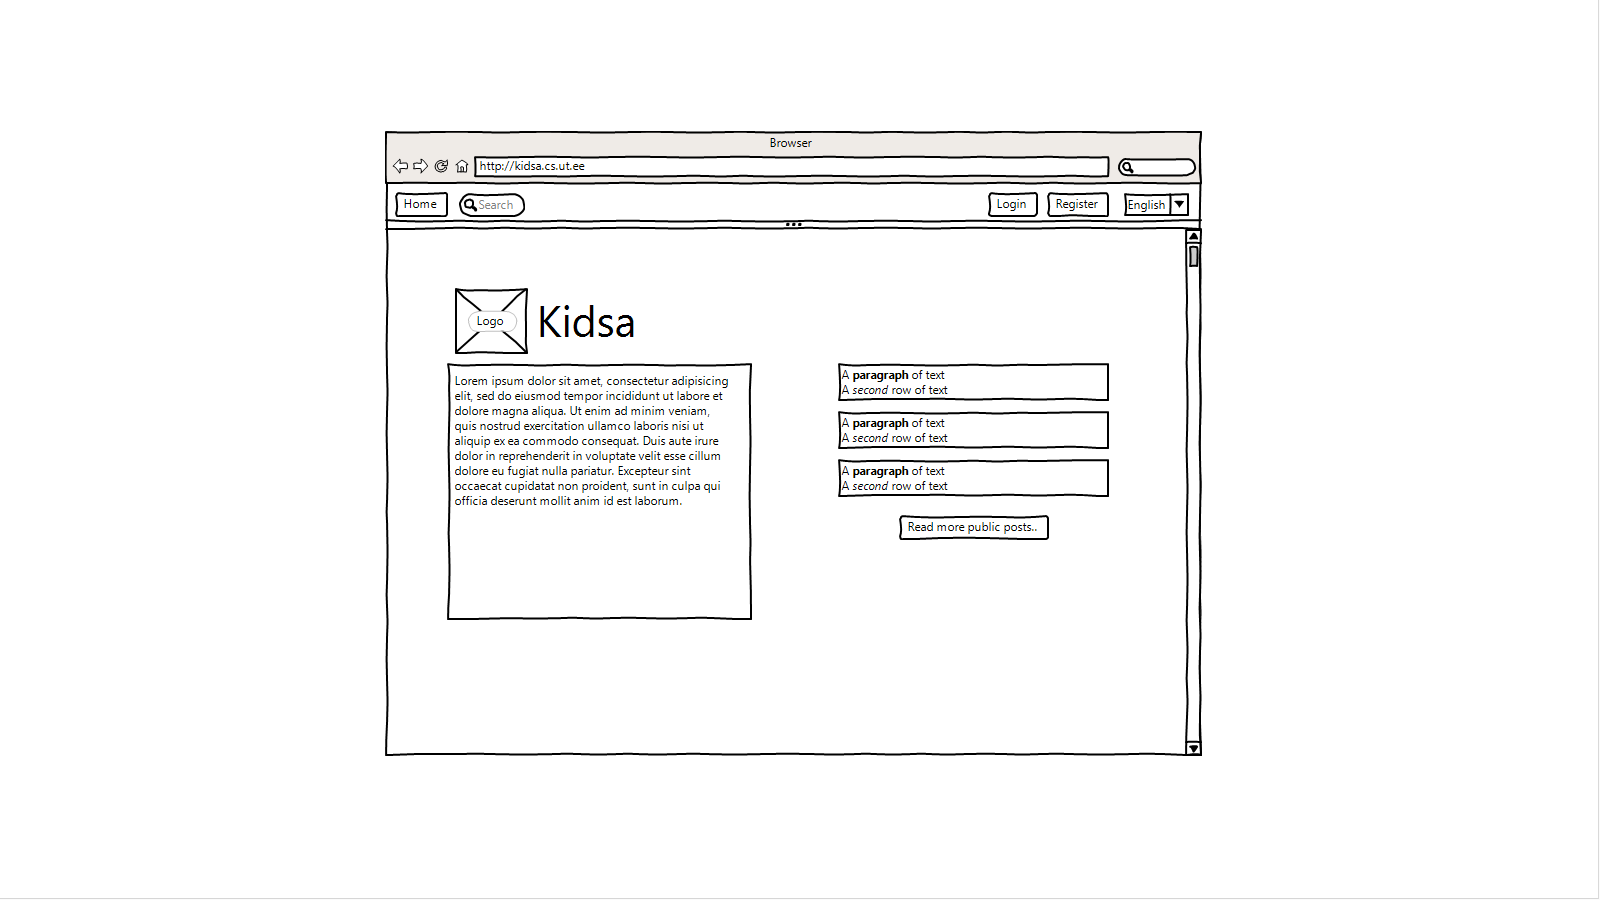 Browser
http://kidsa.cs.ut.ee
Home
Search
Login
Register
English
Logo
Kidsa
Lorem ipsum dolor sit amet, consectetur adipisicing
elit, sed do eiusmod tempor incididunt ut labore et
dolore magna aliqua. Ut enim ad minim veniam,
quis nostrud exercitation ullamco laboris nisi ut
aliquip ex ea commodo consequat. Duis aute irure
dolor in reprehenderit in voluptate velit esse cillum
dolore eu fugiat nulla pariatur. Excepteur sint
occaecat cupidatat non proident, sunt in culpa qui
officia deserunt mollit anim id est laborum.
A paragraph of text
A second row of text
A paragraph of text
A second row of text
A paragraph of text
A second row of text
Read more public posts..